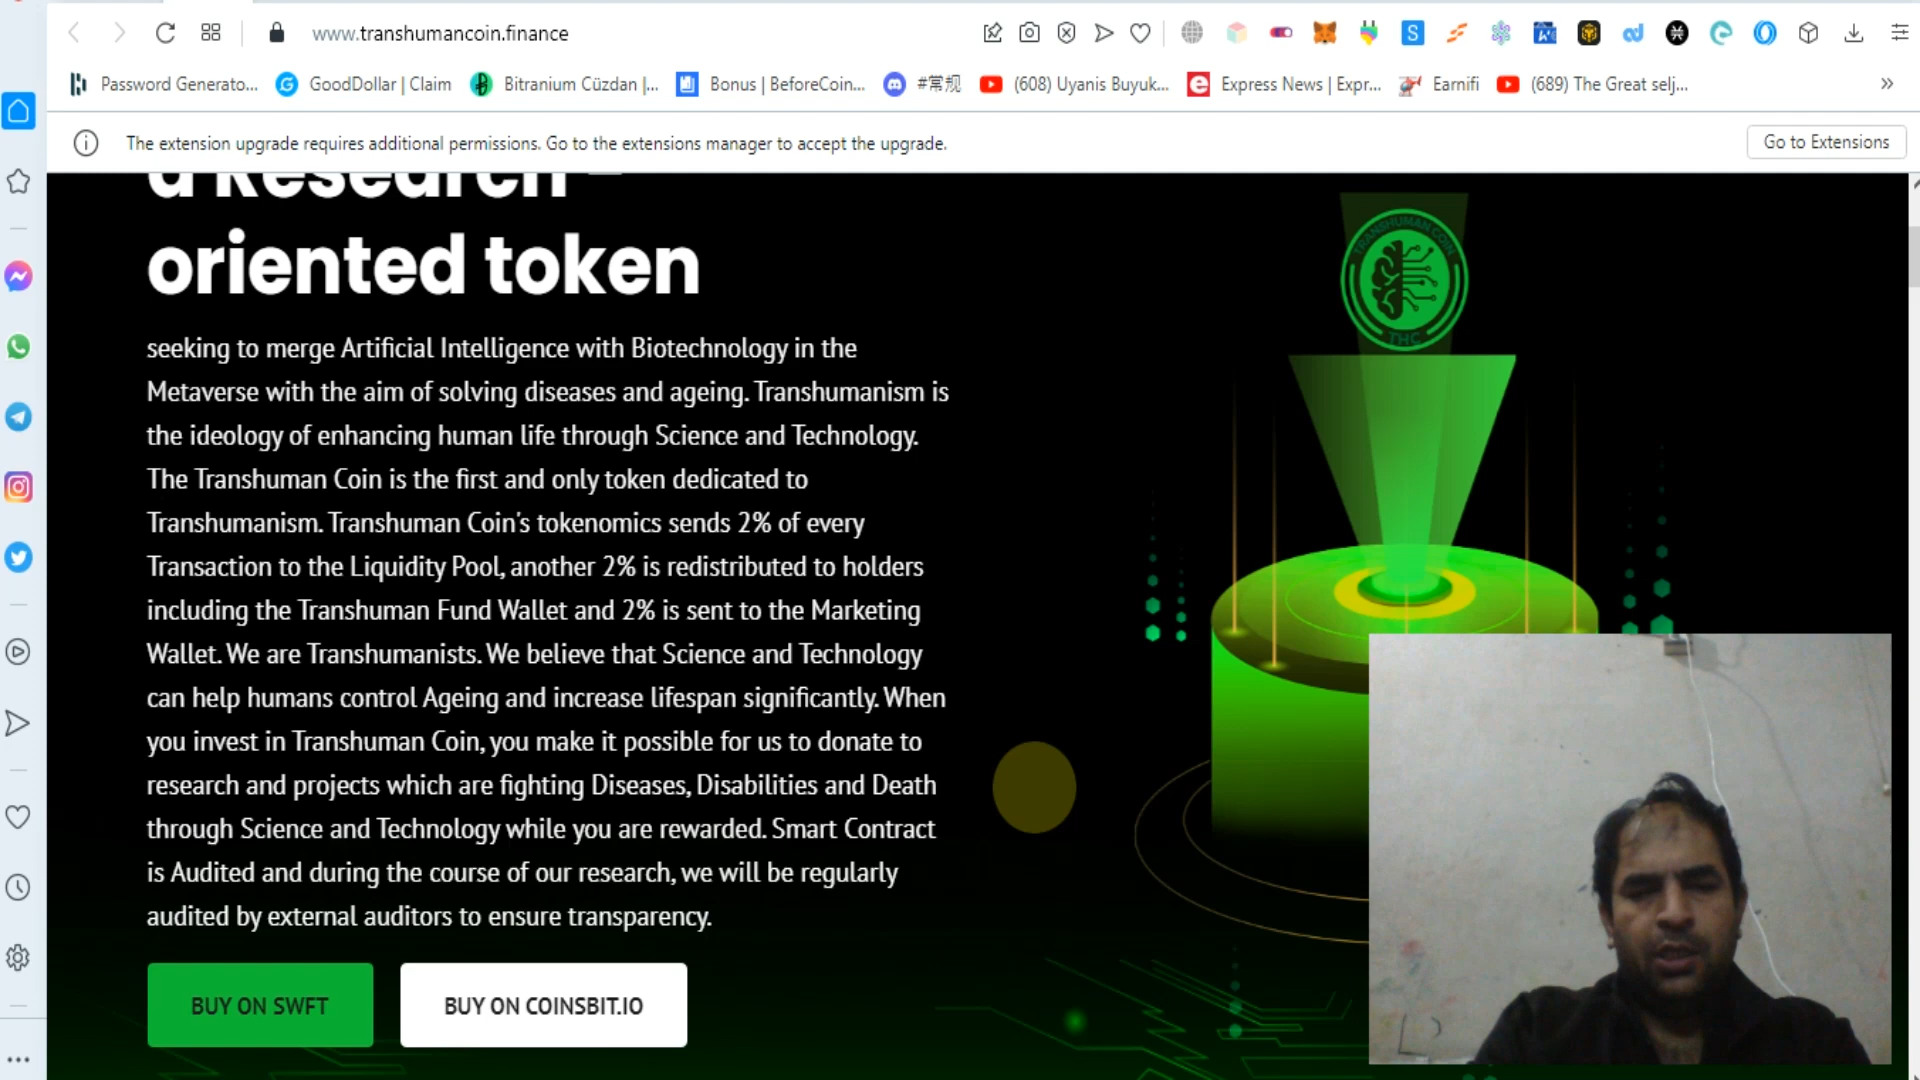 www.transhumancoin.finance
Password Generato...
GoodDollar | Claim
Bitranium Cüzdan |...
Bonus | BeforeCoin...
#常规
(608) Uyanis Buyuk...
Express News | Expr...
Earnifi
(689) The Great selj...
The extension upgrade requires additional permissions. Go to the extensions manager to accept the upgrade.
Go to Extensions
a Research -
oriented token
seeking to merge Artificial Intelligence with Biotechnology in the
Metaverse with the aim of solving diseases and ageing. Transhumanism is
the ideology of enhancing human life through Science and Technology.
The Transhuman Coin is the first and only token dedicated to
Transhumanism. Transhuman Coin's tokenomics sends 2% of every
Transaction to the Liquidity Pool, another 2% is redistributed to holders
including the Transhuman Fund Wallet and 2% is sent to the Marketing
Wallet. We are Transhumanists. We believe that Science and Technology
can help humans control Ageing and increase lifespan significantly. When
you invest in Transhuman Coin, you make it possible for us to donate to
research and projects which are fighting Diseases, Disabilities and Death
through Science and Technology while you are rewarded. Smart Contract
is Audited and during the course of our research, we will be regularly
audited by external auditors to ensure transparency.
BUY ON SWFT
BUY ON COINSBIT.IO
TRANSHUMAN COIN
THC